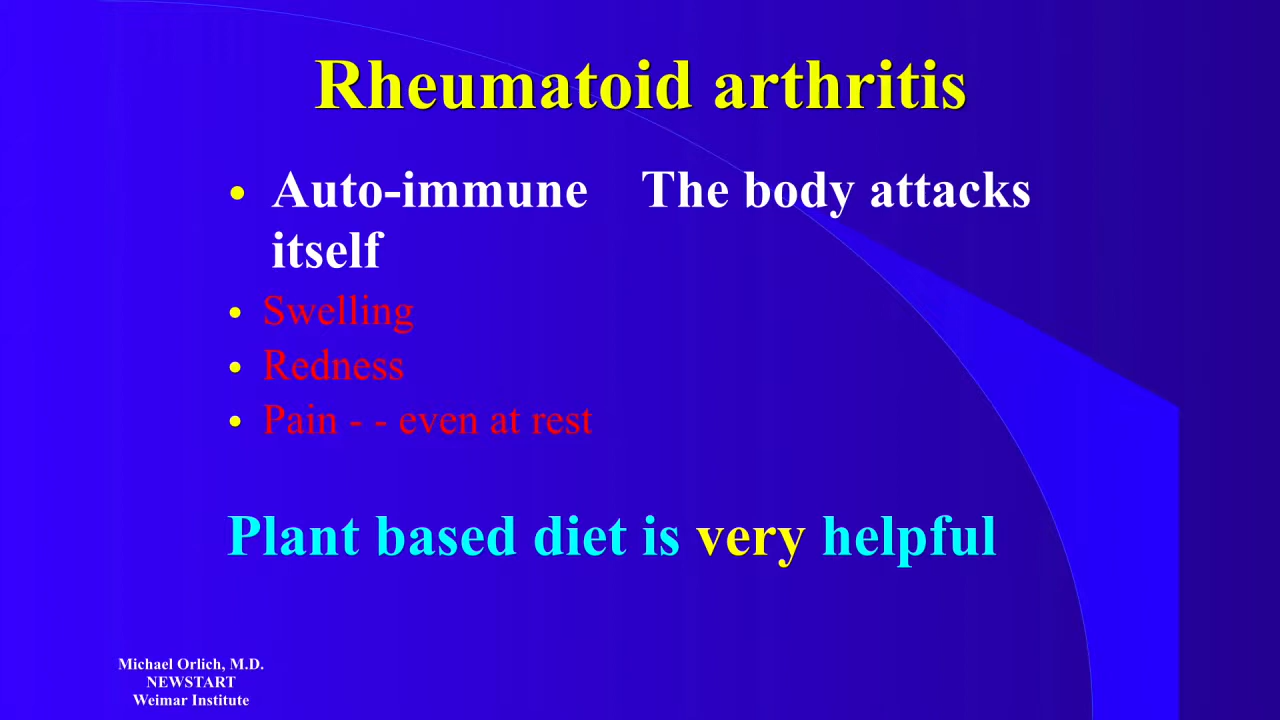 Rheumatoid arthritis
• Auto-immune The body attacks
itself
• Swelling
• Redness
• Pain - - even at rest
Plant based diet is very helpful
Michael Orlich, M.D.
NEWSTART
Weimar Institute